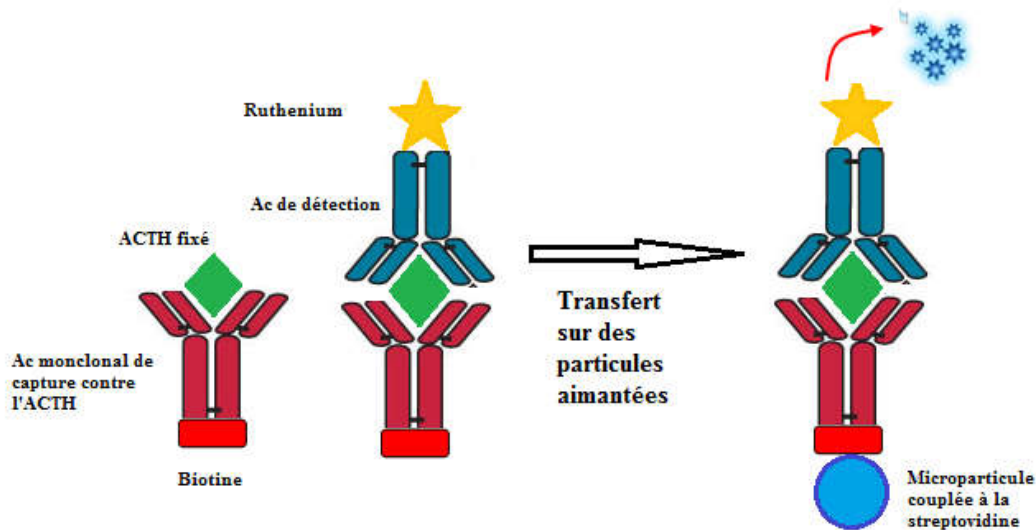 Ruthenium
Ac de détection
ACTH fixé
Ac monclonal de
capture contre
l'ACTH
Biotine
Transfert
sur des
particules
aimantées
Microparticule
couplée à la
streptovidine